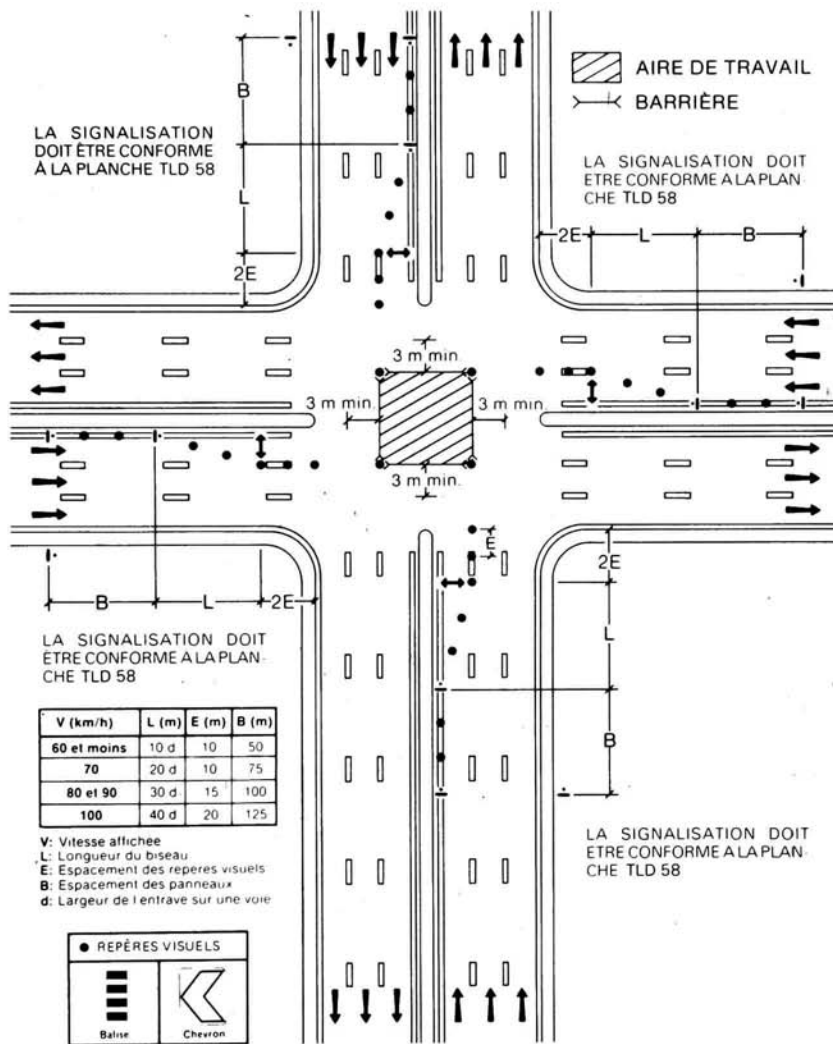 AIRE DE TRAVAIL
BARRIÈRE
B
LA SIGNALISATION
DOIT ÊTRE CONFORME
À LA PLANCHE TLD 58
L
2E
LA SIGNALISATION DOIT
ETRE CONFORME A LA PLAN-
CHE TLD 58
2E
L
B
3 m min.
3 m min.
3 m min.
3 m min.
E
B
L
2E
2E
L
B
LA SIGNALISATION DOIT
ÊTRE CONFORME A LA PLAN-
CHE TLD 58
V (km/h) L (m) E (m) B (m)
60 et moins 10 d 10 50
70 20 d 10 75
80 et 90 30 d 15 100
100 40 d 20 125
V: Vitesse affichée
L: Longueur du biseau
E: Espacement des repères visuels
B: Espacement des panneaux
d: Largeur de l entrave sur une voie
LA SIGNALISATION DOIT
ETRE CONFORME A LA PLAN-
CHE TLD 58
REPÈRES VISUELS
Balise
Chevron